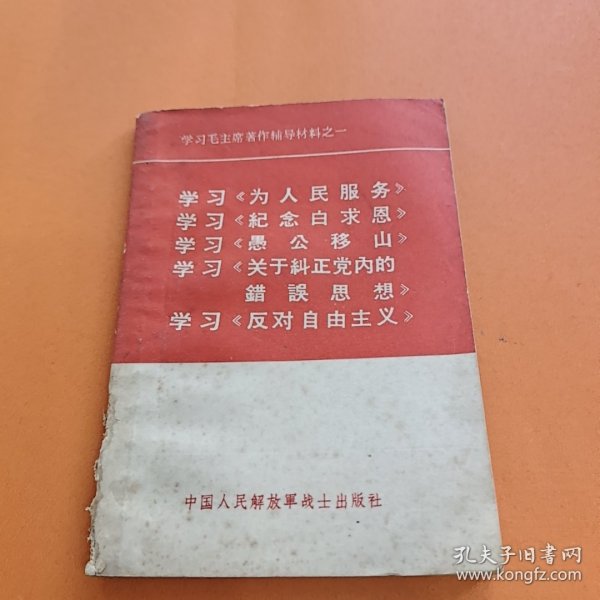 学习毛主席著作辅导材料之一
学习《为人民服务》
学习《紀念白求恩》
学习《愚公移山》
学习《关于糾正党內的
錯誤思想》
学习《反对自由主义》
中国人民解放軍战士出版社
孔夫子旧書网
www.kongfz.com